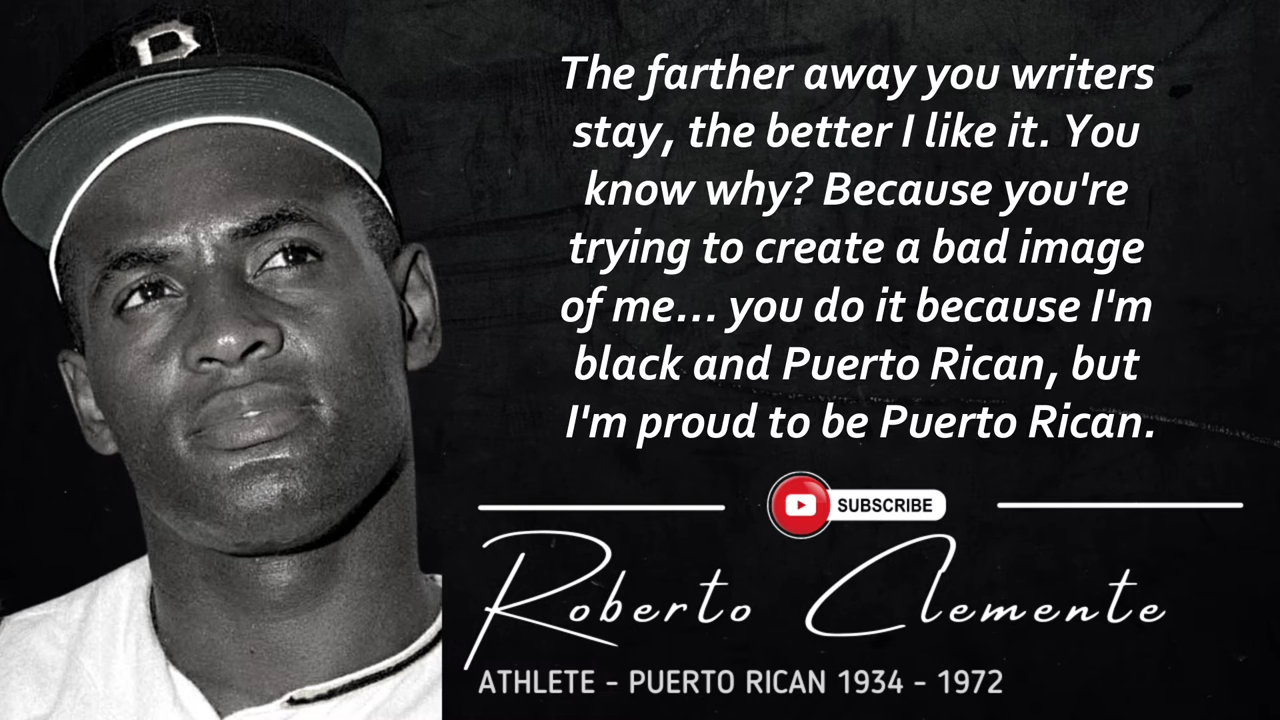 The farther away you writers
stay, the better I like it. You
know why? Because you're
trying to create a bad image
of me... you do it because I'm
black and Puerto Rican, but
I'm proud to be Puerto Rican.
SUBSCRIBE
Roberto Clemente
ATHLETE - PUERTO RICAN 1934 - 1972